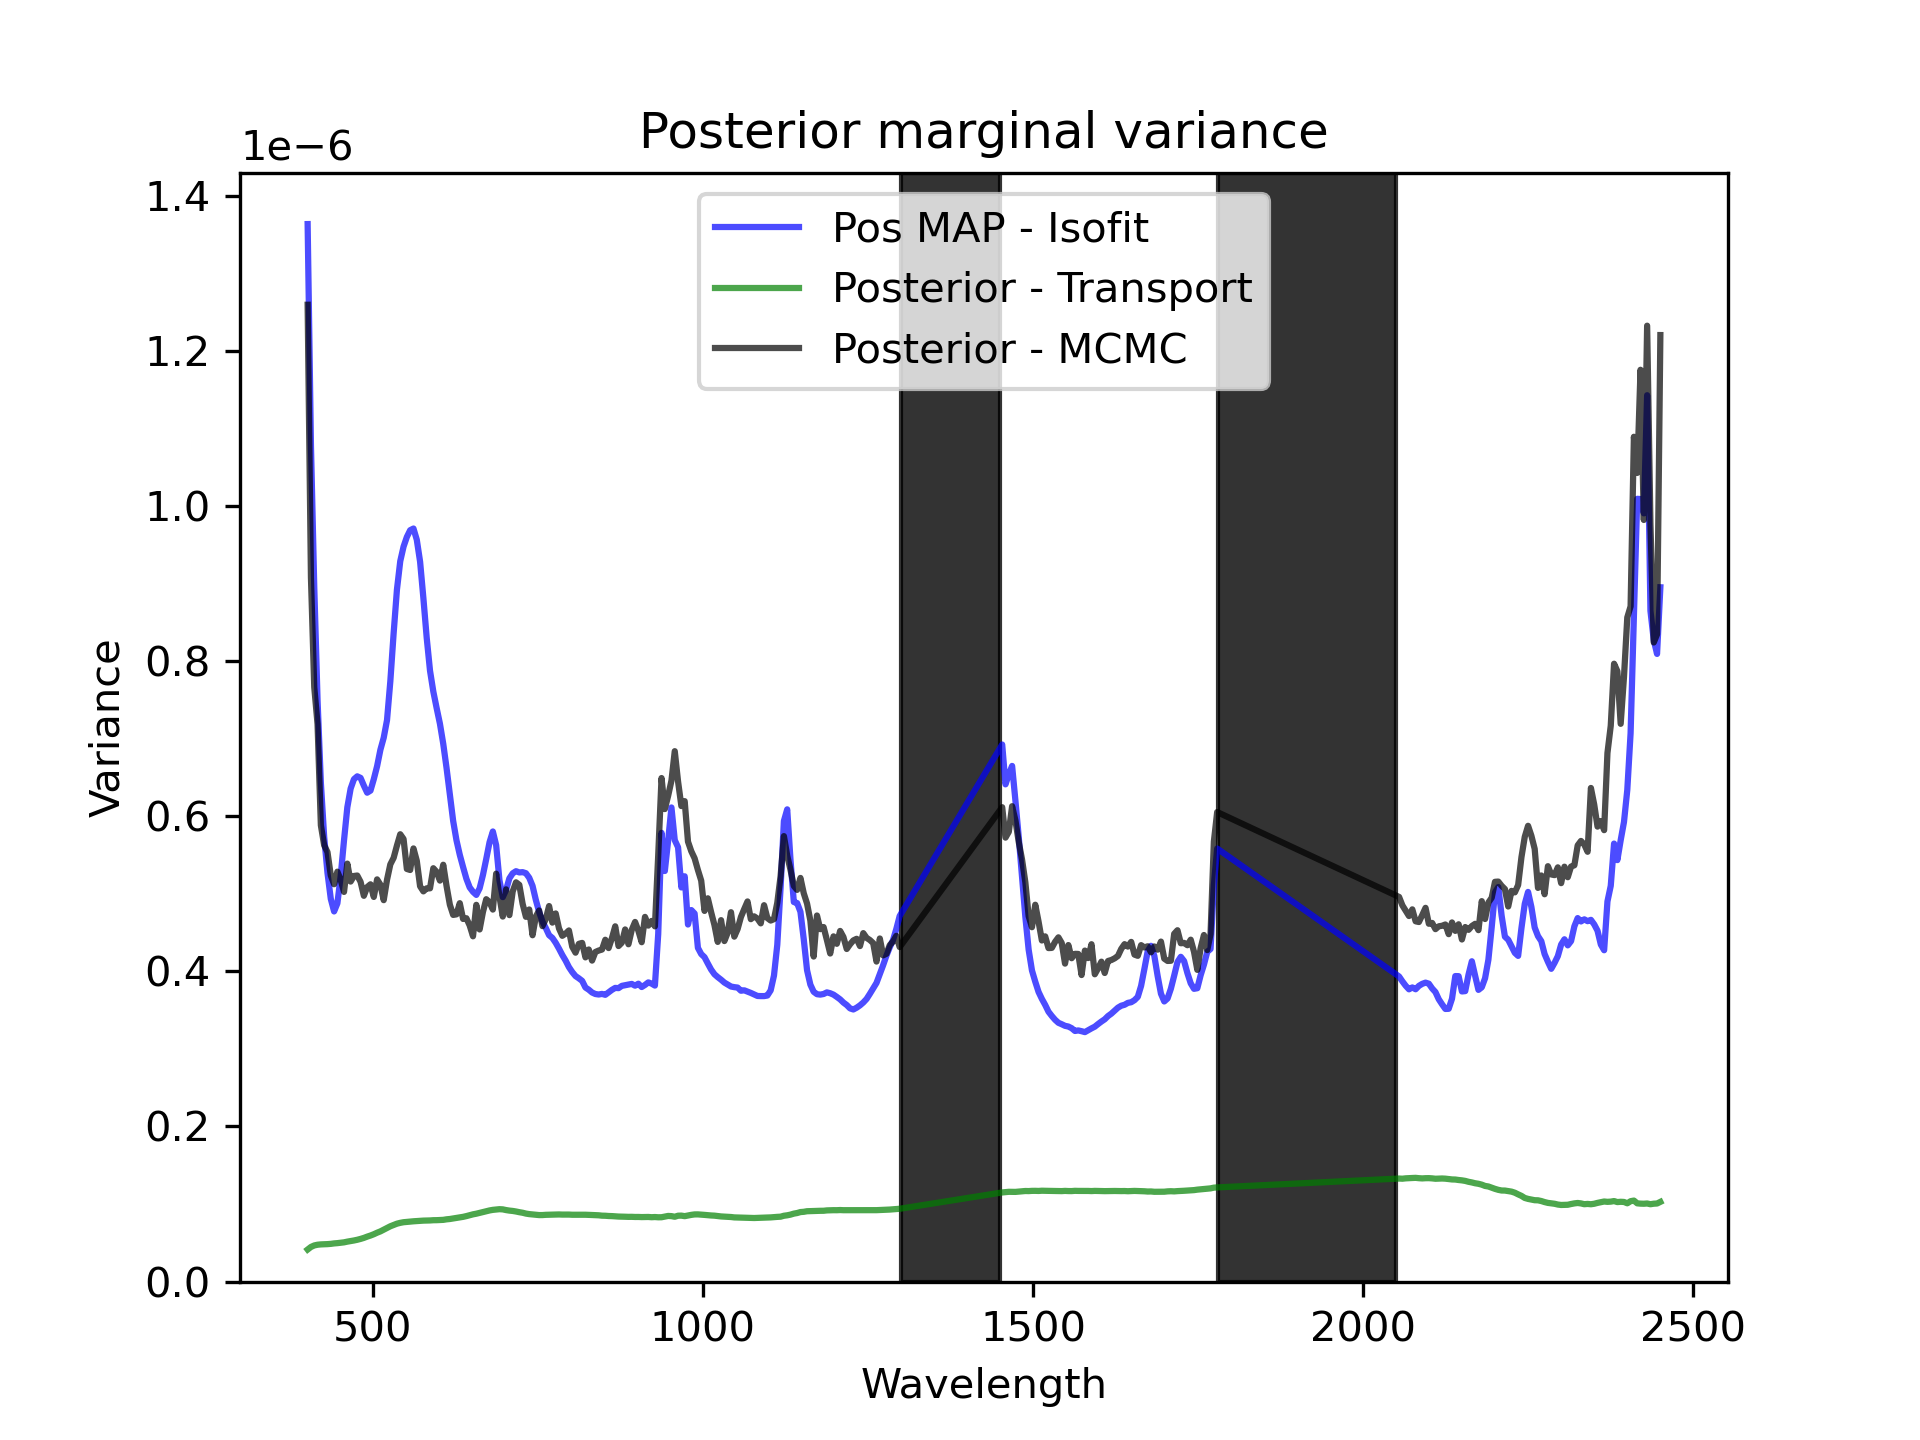 Posterior marginal variance
1e−6
1.4
1.2
1.0
0.8
0.6
0.4
0.2
0.0
Variance
Pos MAP - Isofit
Posterior - Transport
Posterior - MCMC
500 1000 1500 2000 2500
Wavelength